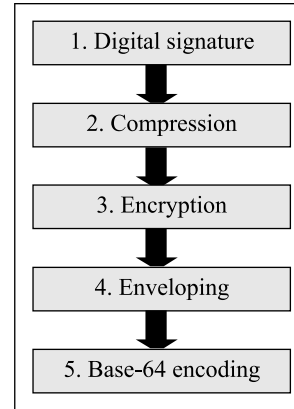 1. Digital signature
2. Compression
3. Encryption
4. Enveloping
5. Base-64 encoding